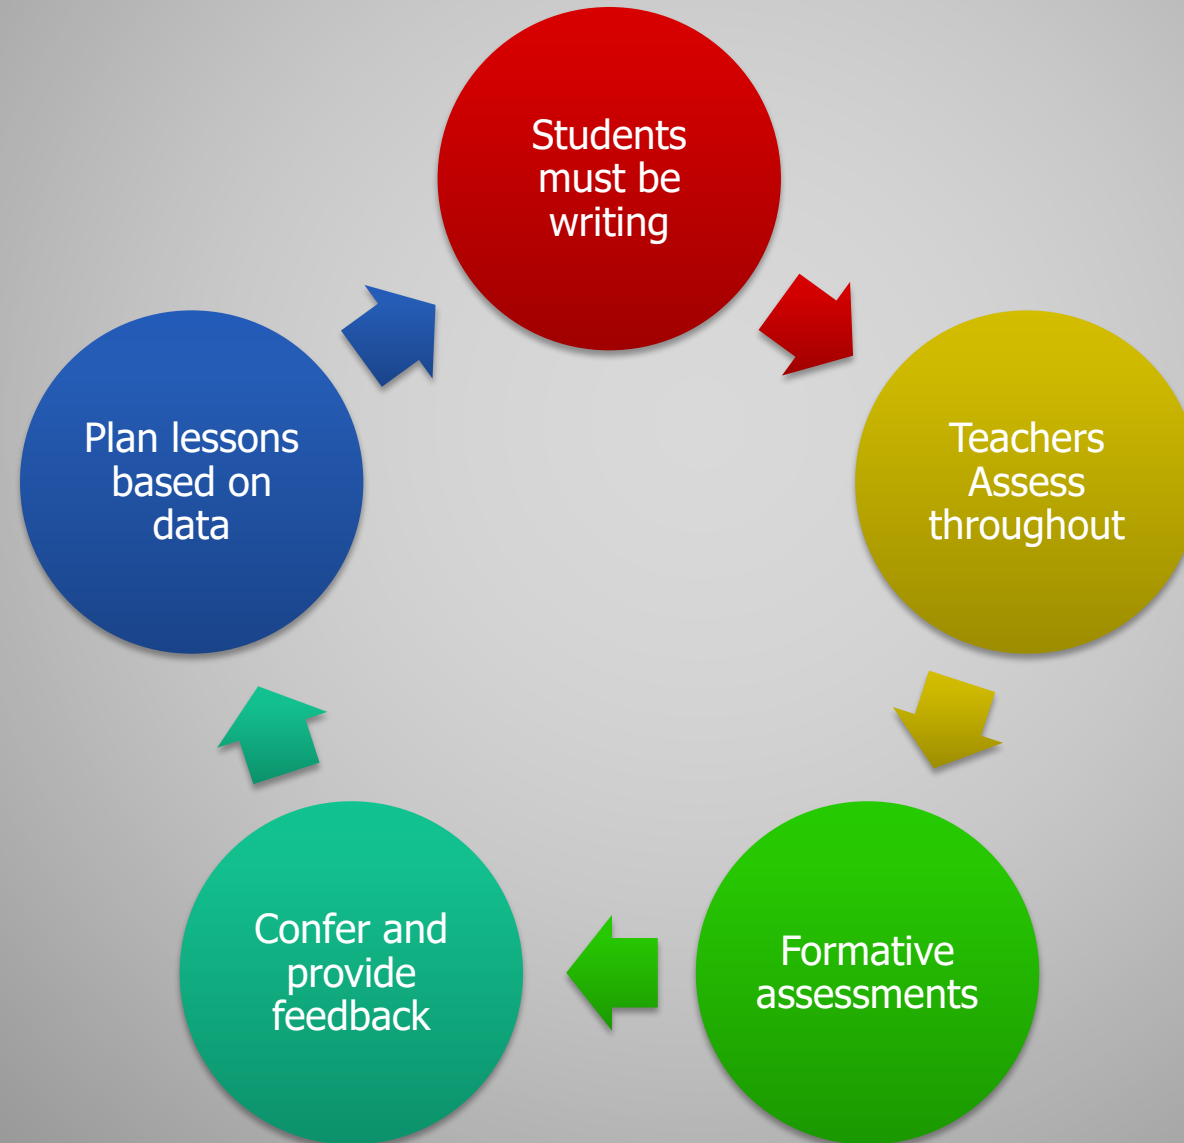 Students
must be
writing
Teachers
Assess
throughout
Formative
assessments
Confer and
provide
feedback
Plan lessons
based on
data